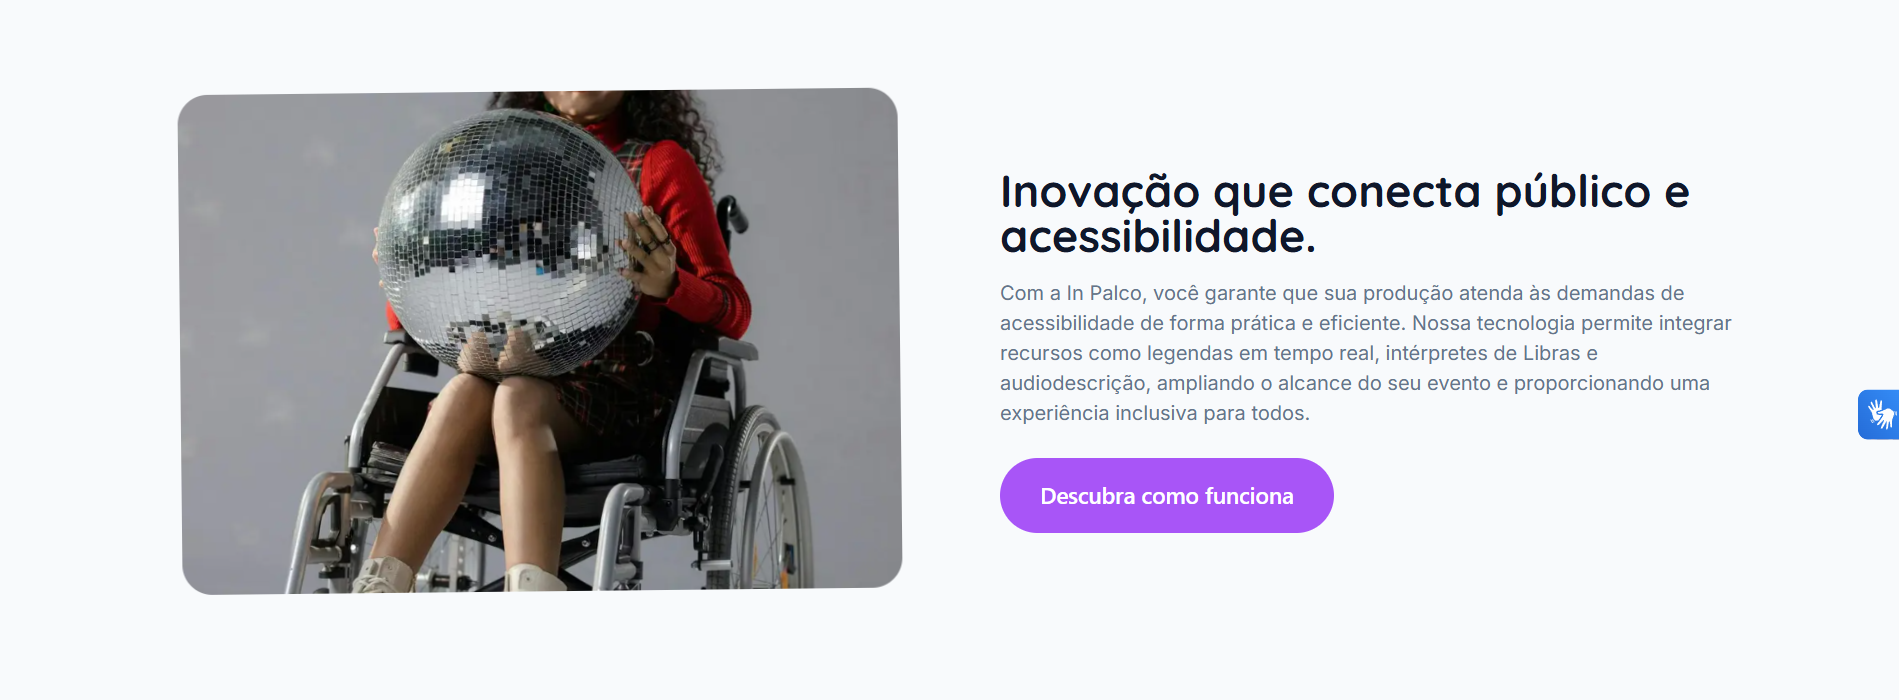 Inovação que conecta público e
acessibilidade.
Com a In Palco, você garante que sua produção atenda às demandas de
acessibilidade de forma prática e eficiente. Nossa tecnologia permite integrar
recursos como legendas em tempo real, intérpretes de Libras e
audiodescrição, ampliando o alcance do seu evento e proporcionando uma
experiência inclusiva para todos.
Descubra como funciona